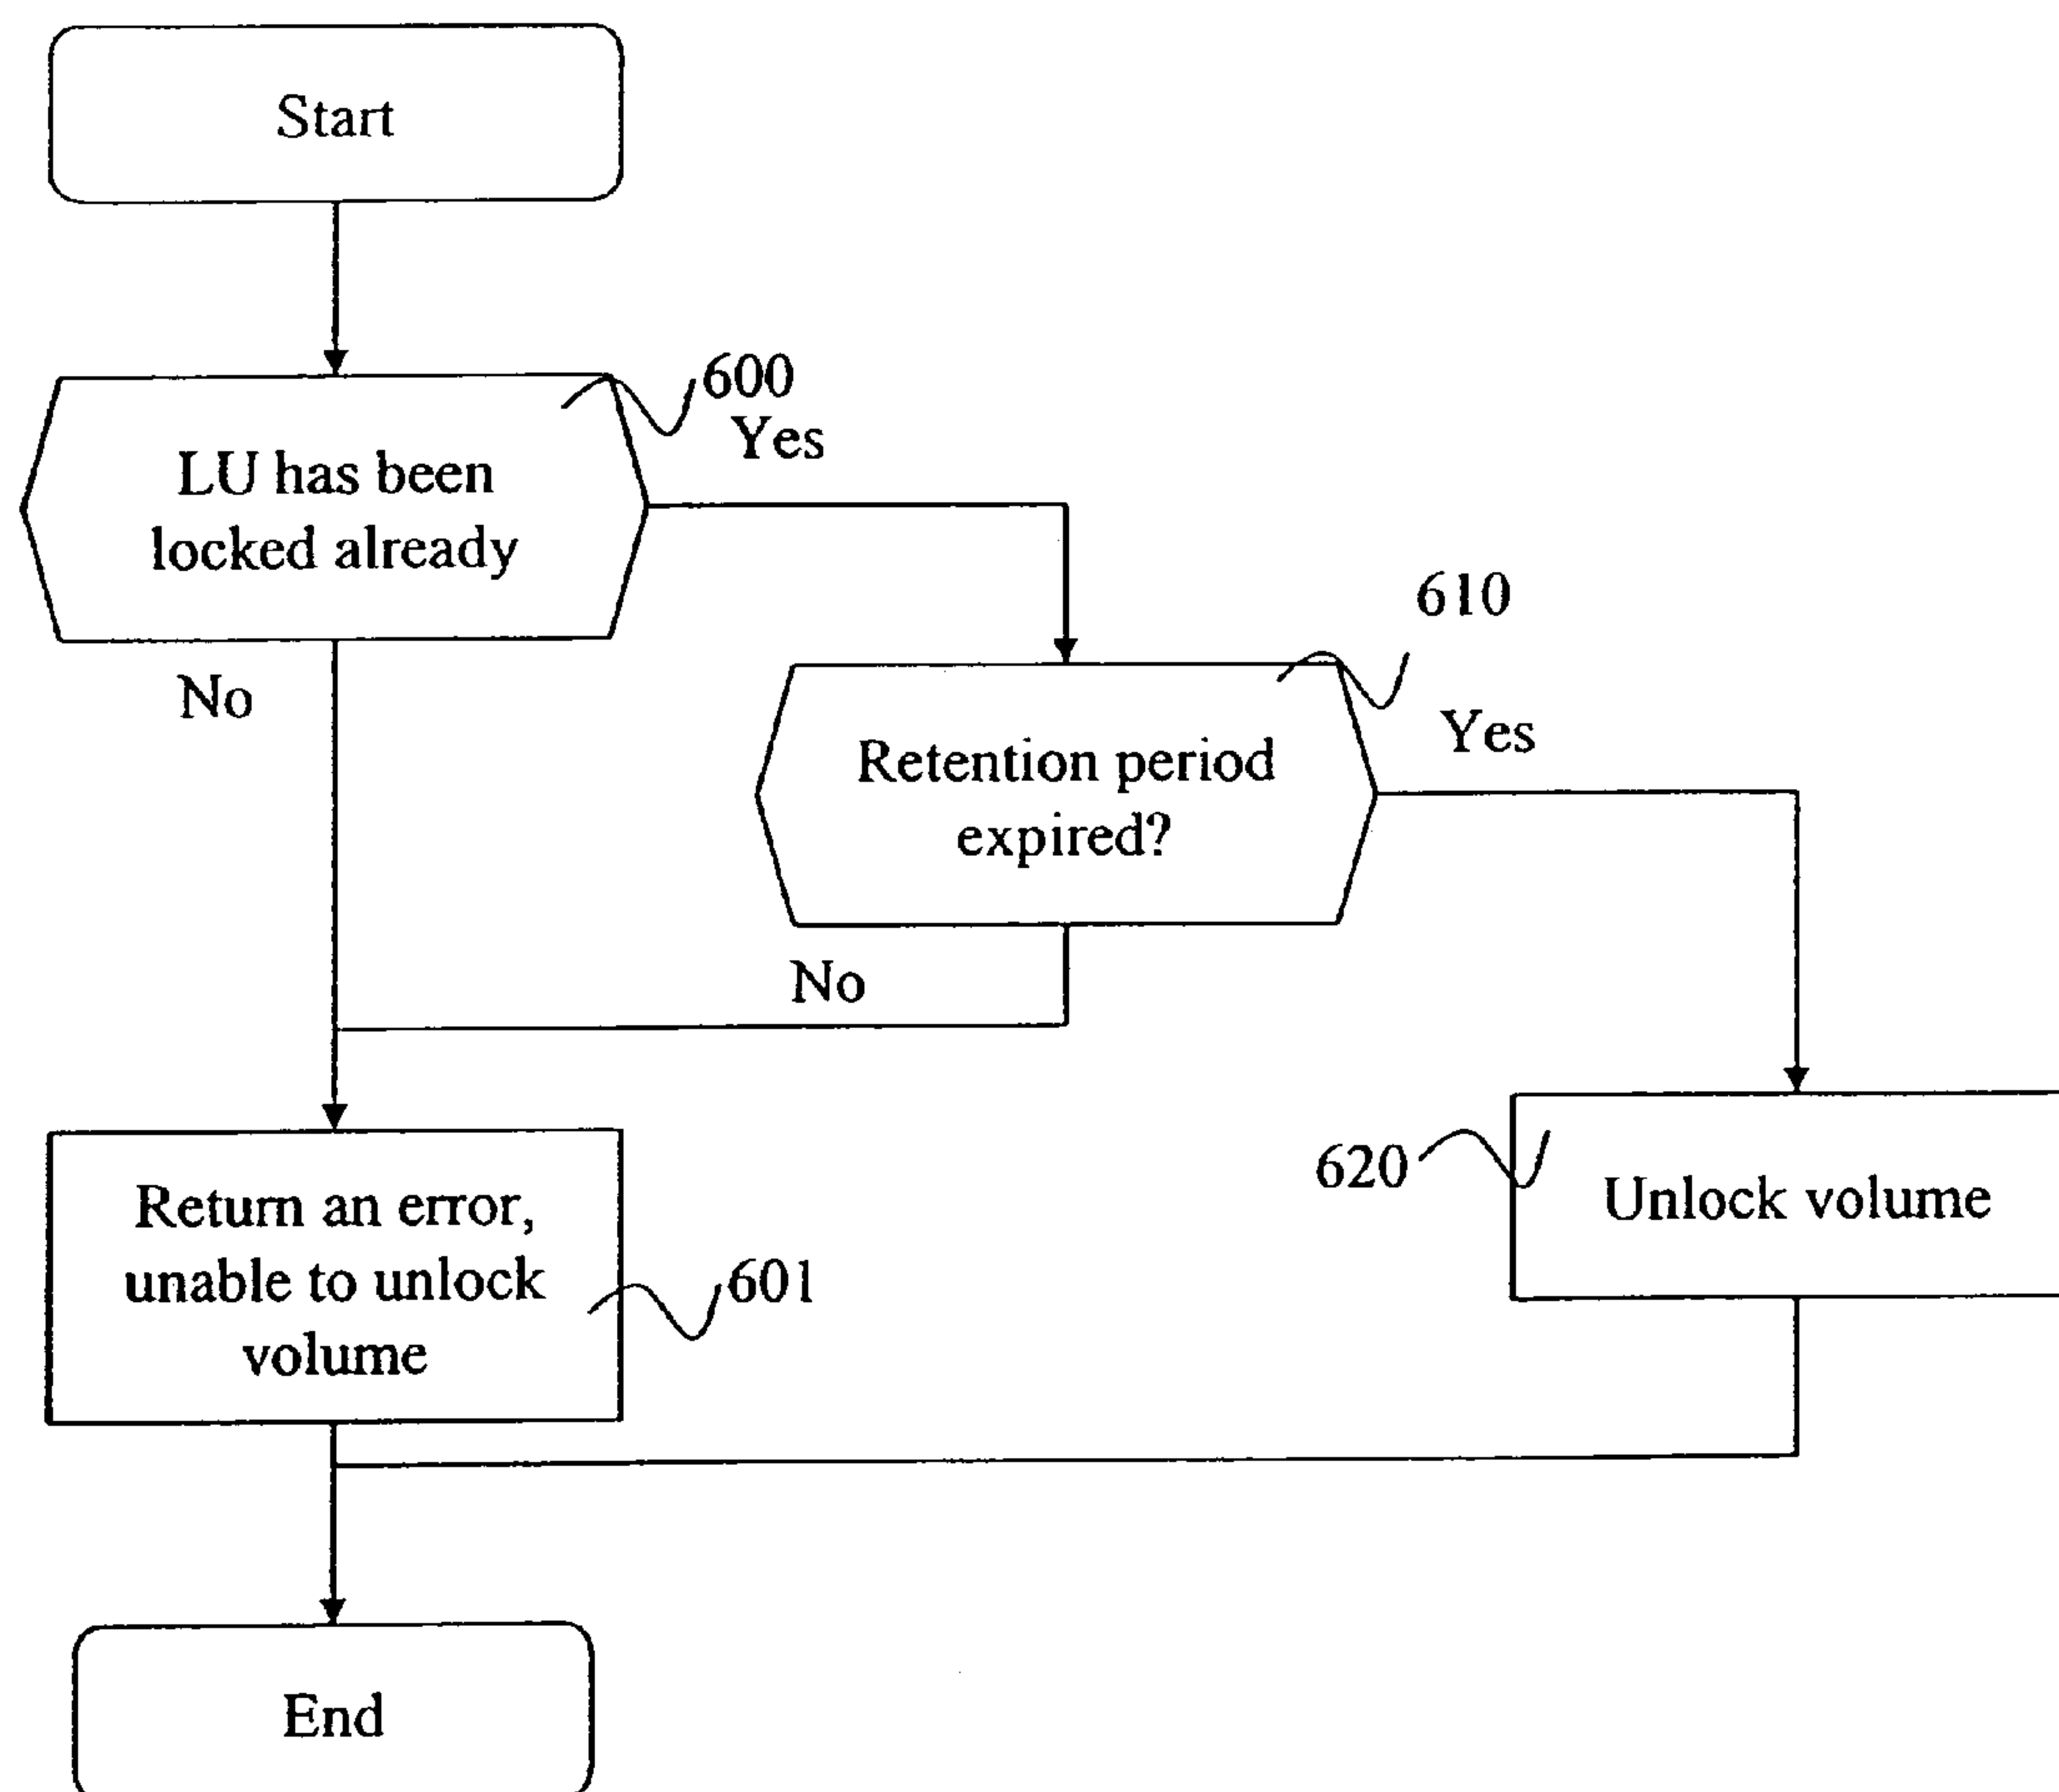 Start
600
Yes
LU has been
locked already
610
No
Yes
Retention period
expired?
No
620
Unlock volume
Return an error,
unable to unlock
volume
601
End